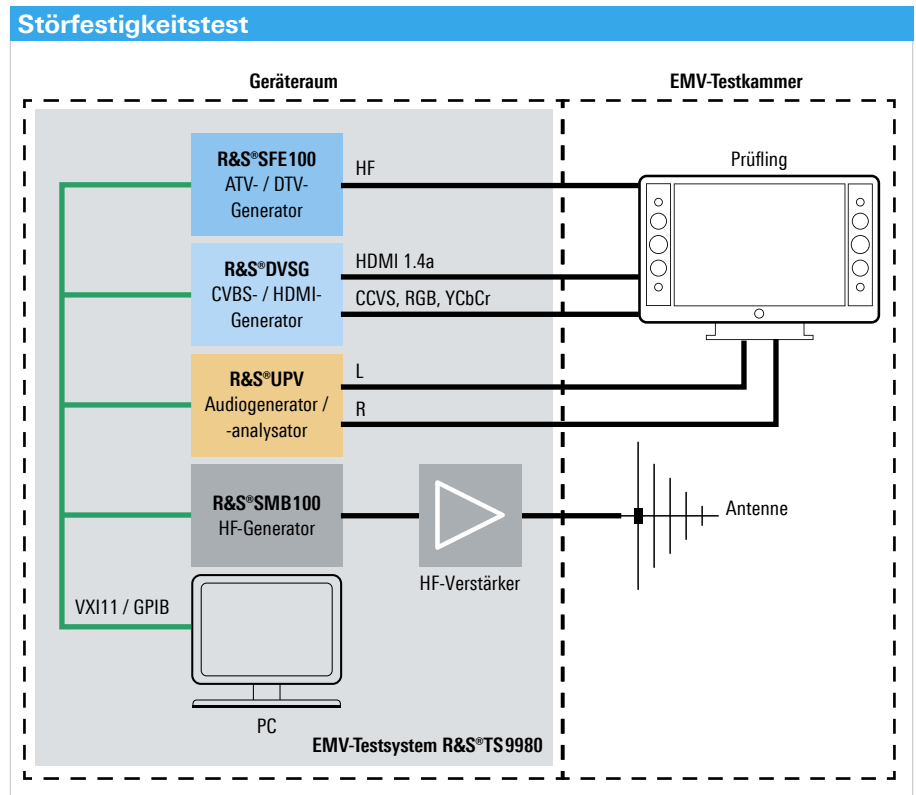 Störfestigkeitstest
Geräteraum
EMV-Testkammer
R&S®SFE100
ATV- / DTV-
Generator
HF
Prüfling
R&S®DVSG
CVBS- / HDMI-
Generator
HDMI 1.4a
CCVS, RGB, YCbCr
R&S®UPV
Audiogenerator /
-analysator
L
R
R&S®SMB100
HF-Generator
HF-Verstärker
Antenne
VXI11 / GPIB
PC
EMV-Testsystem R&S®TS9980